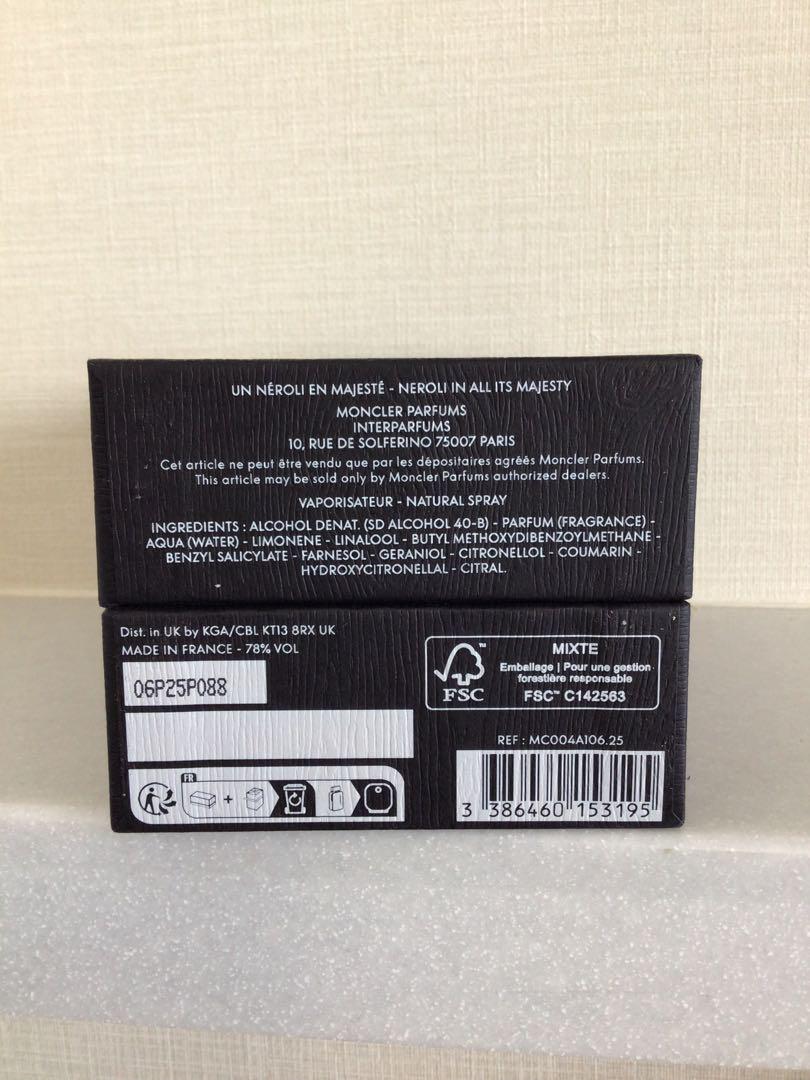 UN NÉROLI EN MAJESTÉ - NEROLI IN ALL ITS MAJESTY
MONCLER PARFUMS
INTERPARFUMS
10, RUE DE SOLFERINO 75007 PARIS
Cet article ne peut être vendu que par les dépositaires agréés Moncler Parfums.
This article may be sold only by Moncler Parfums authorized dealers.
VAPORISATEUR - NATURAL SPRAY
INGREDIENTS : ALCOHOL DENAT. (SD ALCOHOL 40-B) - PARFUM (FRAGRANCE) -
AQUA (WATER) - LIMONENE - LINALOOL - BUTYL METHOXYDIBENZOYLMETHANE -
BENZYL SALICYLATE - FARNESOL - GERANIOL - CITRONELLOL - COUMARIN -
HYDROXYCITRONELLAL - CITRAL.
Dist. in UK by KGA/CBL KT13 8RX UK
MADE IN FRANCE - 78% VOL
06P25P088
FR
FSC™
MIXTE
Emballage | Pour une gestion
forestière responsable
FSC™ C142563
REF : MC004A106.25
3 386460 153195